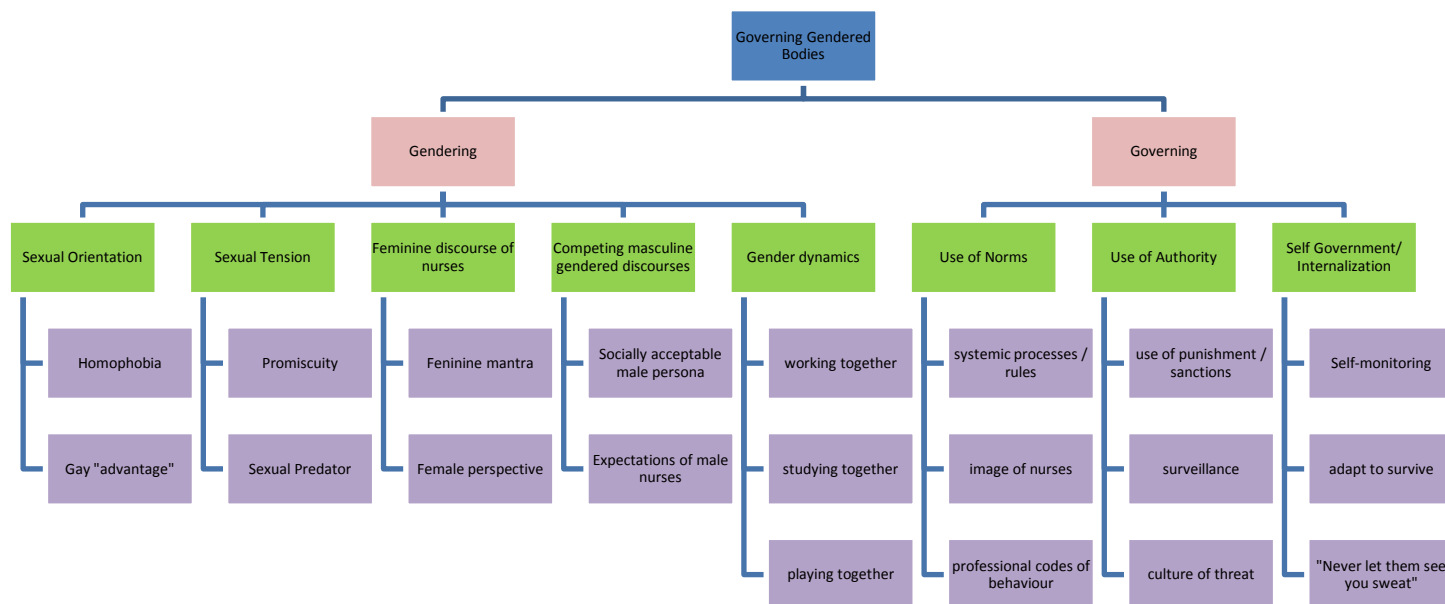 Governing Gendered
Bodies
Gendering
Governing
Sexual Orientation
Sexual Tension
Feminine discourse of
nurses
Competing masculine
gendered discourses
Gender dynamics
Use of Norms
Use of Authority
Self Government/
Internalization
Homophobia
Promiscuity
Feninine mantra
Socially acceptable
male persona
working together
systemic processes /
rules
use of punishment /
sanctions
Self-monitoring
Gay "advantage"
Sexual Predator
Female perspective
Expectations of male
nurses
studying together
image of nurses
surveillance
adapt to survive
playing together
professional codes of
behaviour
culture of threat
"Never let them see
you sweat"